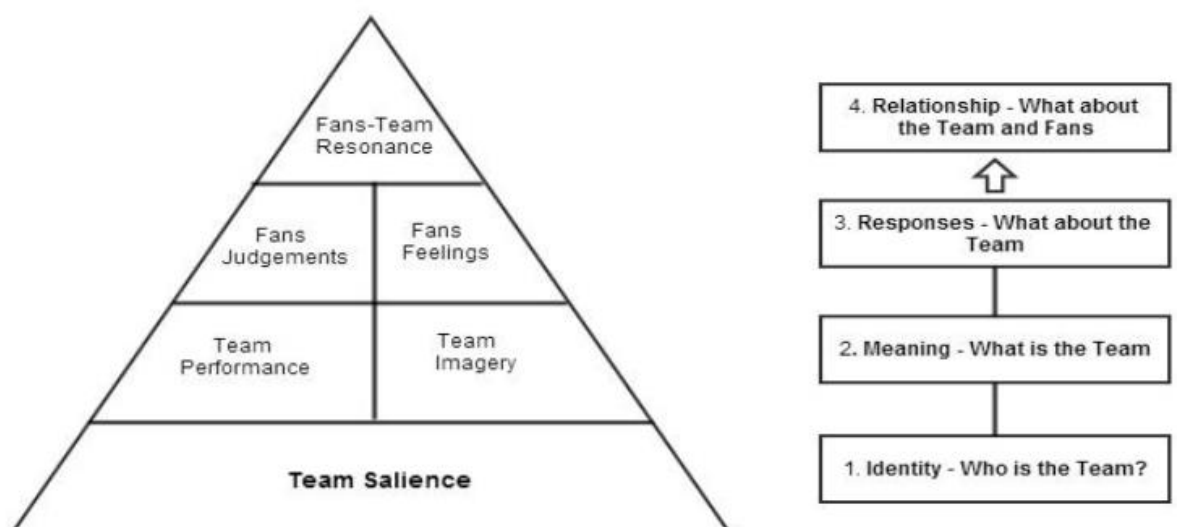 Fans-Team
Resonance
Fans
Judgements
Fans
Feelings
Team
Performance
Team
Imagery
Team Salience
4. Relationship - What about
the Team and Fans
3. Responses - What about the
Team
2. Meaning - What is the Team
1. Identity - Who is the Team?